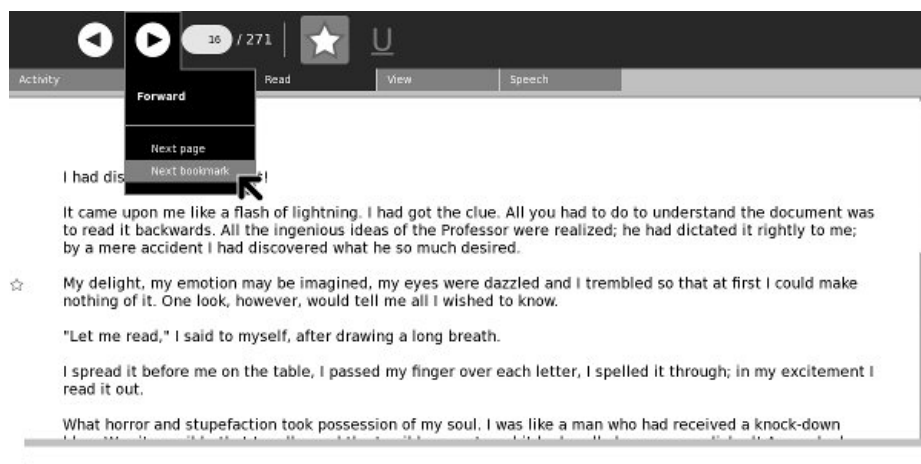 16 / 271
U
Activity
Read
View
Speech
Forward
Next page
Next bookmark
I had dis !
It came upon me like a flash of lightning. I had got the clue. All you had to do to understand the document was
to read it backwards. All the ingenious ideas of the Professor were realized; he had dictated it rightly to me;
by a mere accident I had discovered what he so much desired.
My delight, my emotion may be imagined, my eyes were dazzled and I trembled so that at first I could make
nothing of it. One look, however, would tell me all I wished to know.
"Let me read," I said to myself, after drawing a long breath.
I spread it before me on the table, I passed my finger over each letter, I spelled it through; in my excitement I
read it out.
What horror and stupefaction took possession of my soul. I was like a man who had received a knock-down